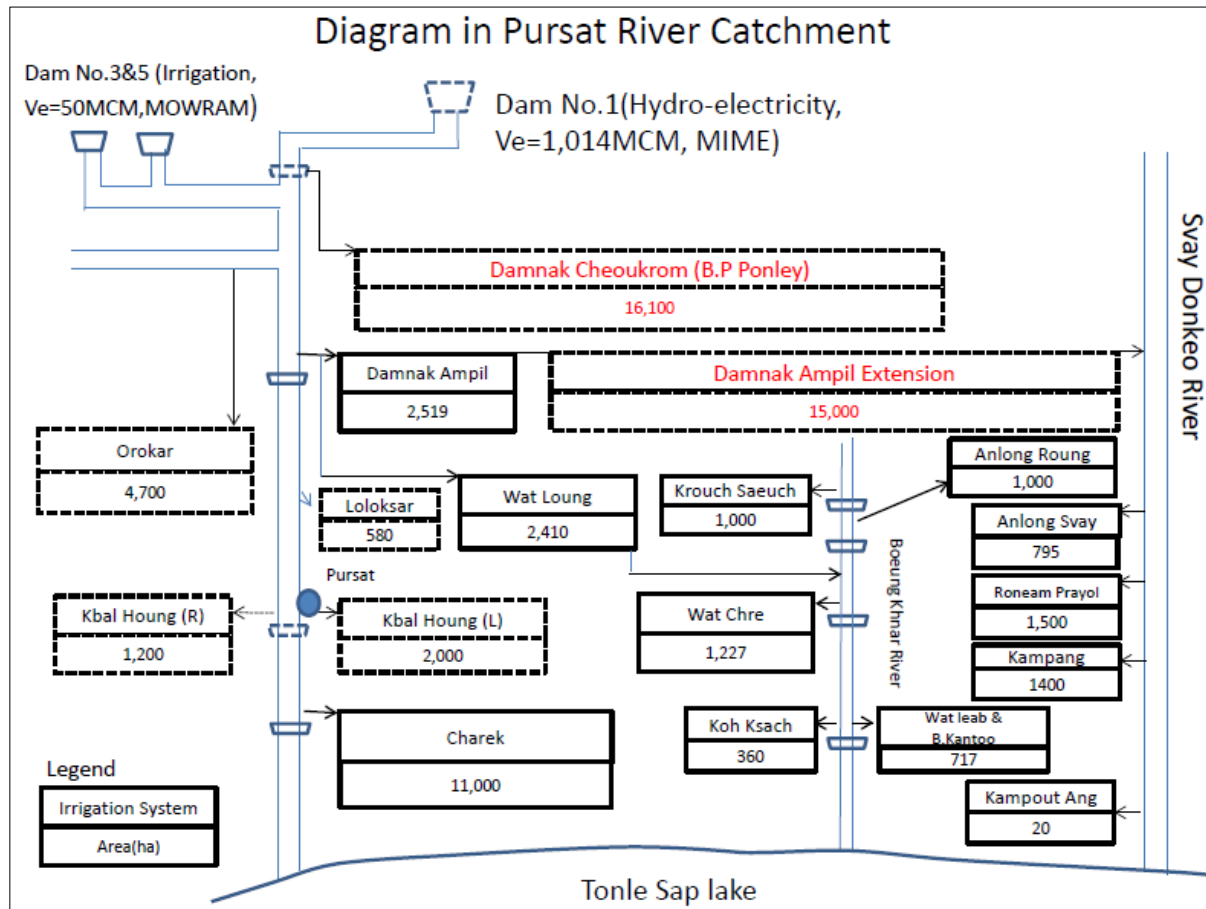 Diagram in Pursat River Catchment
Dam No.3&5 (Irrigation,
Ve=50MCM,MOWRAM)
Dam No.1(Hydro-electricity,
Ve=1,014MCM, MIME)
Svay Donkeo River
Damnak Cheoukrom (B.P Ponley)
16,100
Damnak Ampil
2,519
Damnak Ampil Extension
15,000
Orokar
4,700
Loloksar
580
Wat Loung
2,410
Krouch Saeuch
1,000
Anlong Roung
1,000
Anlong Svay
795
Boeung Khnar River
Pursat
Kbal Houng (R)
1,200
Kbal Houng (L)
2,000
Wat Chre
1,227
Roneam Prayol
1,500
Kampang
1400
Charek
11,000
Koh Ksach
360
Wat leab &
B.Kantoo
717
Kampout Ang
20
Legend
Irrigation System
Area(ha)
Tonle Sap lake